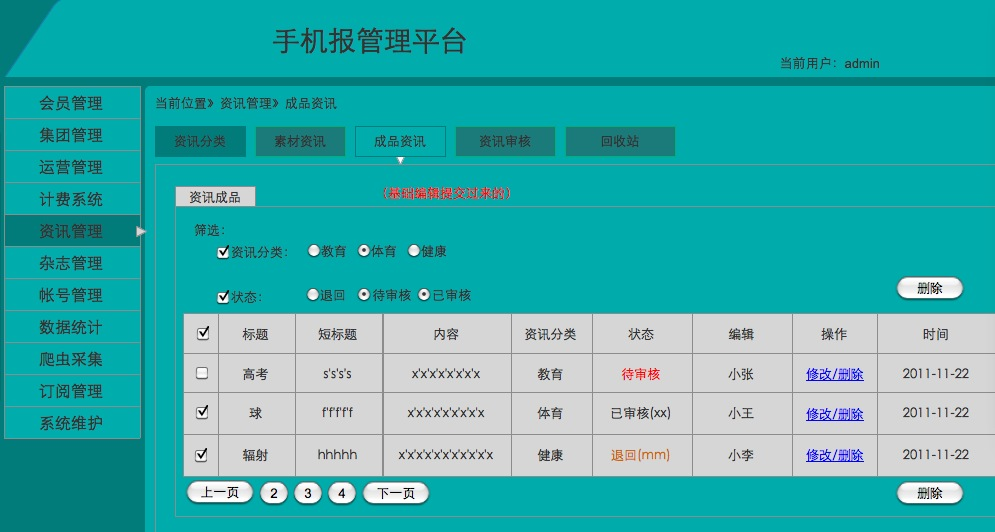 手机报管理平台
当前用户：admin
会员管理
集团管理
运营管理
计费系统
资讯管理
杂志管理
帐号管理
数据统计
爬虫采集
订阅管理
系统维护
当前位置》 资讯管理》 成品资讯
资讯分类 素材资讯 成品资讯 资讯审核 回收站
资讯成品 （基础编辑提交过来的）
筛选：
资讯分类： 教育 体育 健康
状态： 退回 待审核 已审核
删除
标题 短标题 内容 资讯分类 状态 编辑 操作 时间
高考 s's's's x'x'x'x'x'x'x 教育 待审核 小张 修改/删除 2011-11-22
球 f'f'f'f'f x'x'x'x'x'x'x'x 体育 已审核(xx) 小王 修改/删除 2011-11-22
辐射 hhhhh x'x'x'x'x'x'x'x'x'x 健康 退回(mm) 小李 修改/删除 2011-11-22
上一页 2 3 4 下一页 删除